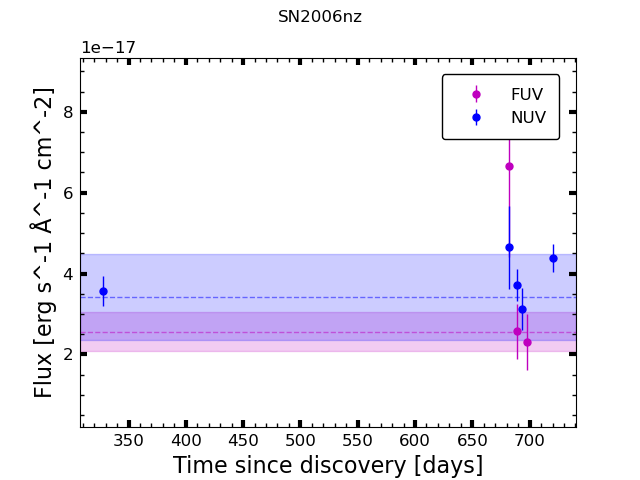 SN2006nz
1e−17
FUV
NUV
8
6
4
2
Flux [erg s^-1 Å^-1 cm^-2]
350 400 450 500 550 600 650 700
Time since discovery [days]